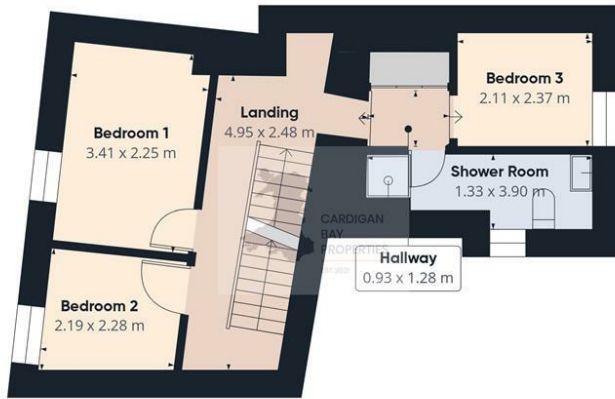 Bedroom 1
3.41 x 2.25 m
Landing
4.95 x 2.48 m
Bedroom 3
2.11 x 2.37 m
Shower Room
1.33 x 3.90 m
CARDIGAN
BAY
PROPERTIES
Hallway
0.93 x 1.28 m
Bedroom 2
2.19 x 2.28 m